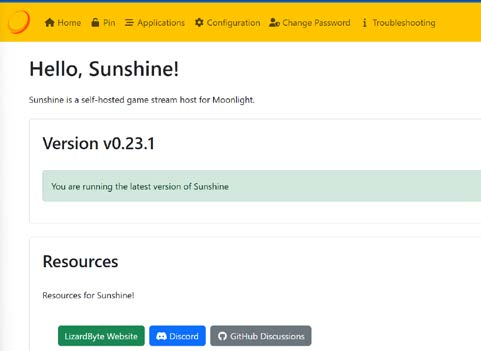 Home Pin Applications Configuration Change Password Troubleshooting
Hello, Sunshine!
Sunshine is a self-hosted game stream host for Moonlight.
Version v0.23.1
You are running the latest version of Sunshine
Resources
Resources for Sunshine!
LizardByte Website Discord GitHub Discussions